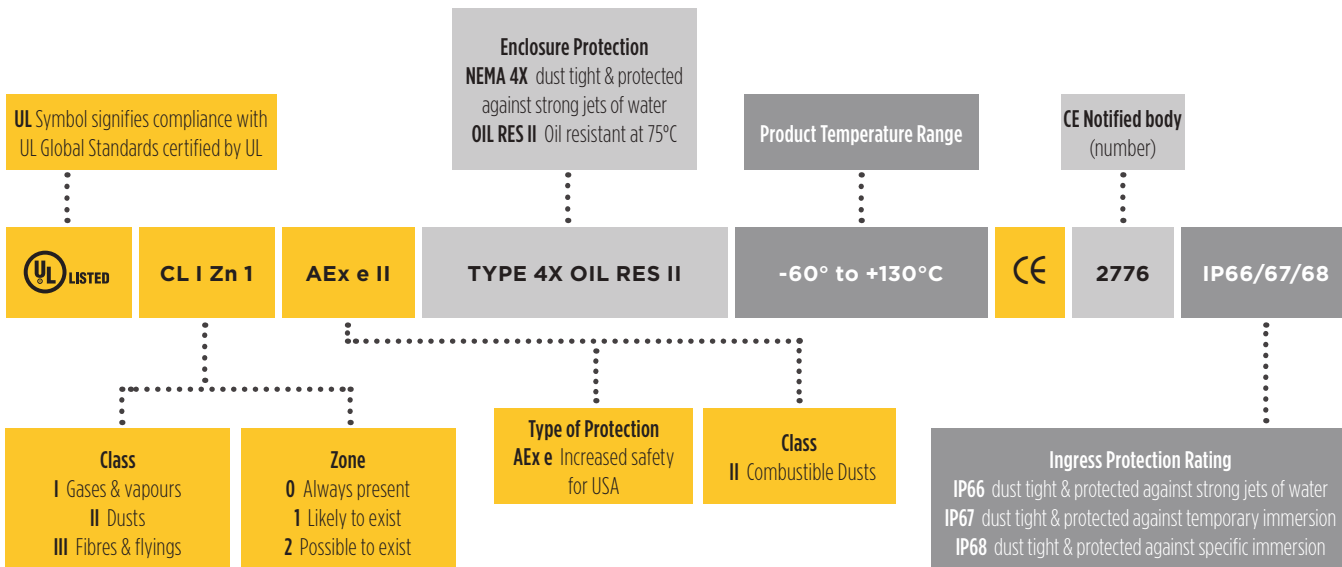 Enclosure Protection
NEMA 4X dust tight & protected
against strong jets of water
OIL RES II Oil resistant at 75°C
UL Symbol signifies compliance with
UL Global Standards certified by UL
Product Temperature Range
CE Notified body
(number)
UL LISTED
CL I Zn 1
AEx e II
TYPE 4X OIL RES II
-60° to +130°C
CE
2776
IP66/67/68
Class
I Gases & vapours
II Dusts
III Fibres & flyings
Zone
0 Always present
1 Likely to exist
2 Possible to exist
Type of Protection
AEx e Increased safety
for USA
Class
II Combustible Dusts
Ingress Protection Rating
IP66 dust tight & protected against strong jets of water
IP67 dust tight & protected against temporary immersion
IP68 dust tight & protected against specific immersion